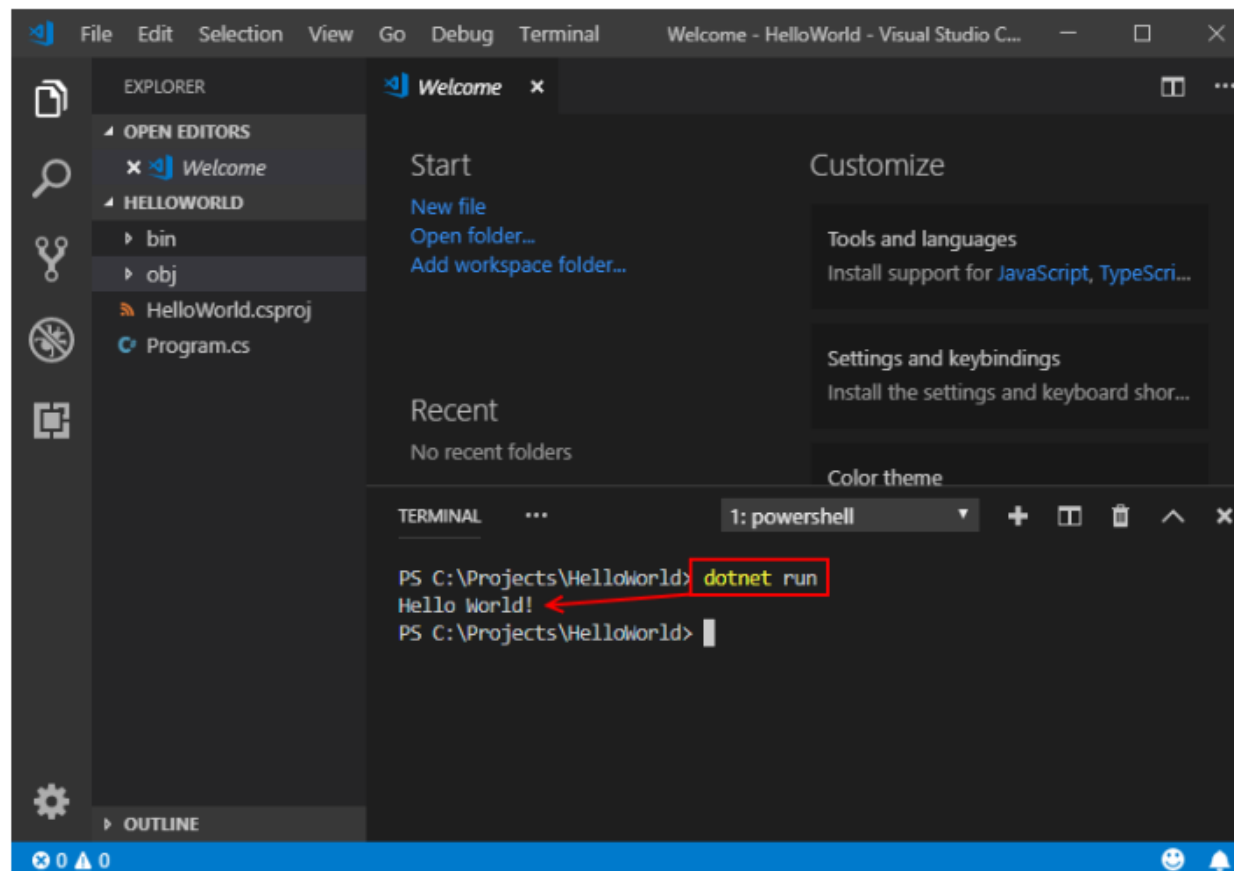 File Edit Selection View Go Debug Terminal Welcome - HelloWorld - Visual Studio C...
EXPLORER
OPEN EDITORS
Welcome
HELLOWORLD
bin
obj
HelloWorld.csproj
Program.cs
OUTLINE
Welcome
Start
New file
Open folder...
Add workspace folder...
Recent
No recent folders
Customize
Tools and languages
Install support for JavaScript, TypeScri...
Settings and keybindings
Install the settings and keyboard shor...
Color theme
TERMINAL ... 1: powershell
PS C:\Projects\HelloWorld> dotnet run
Hello World!
PS C:\Projects\HelloWorld>
0 0